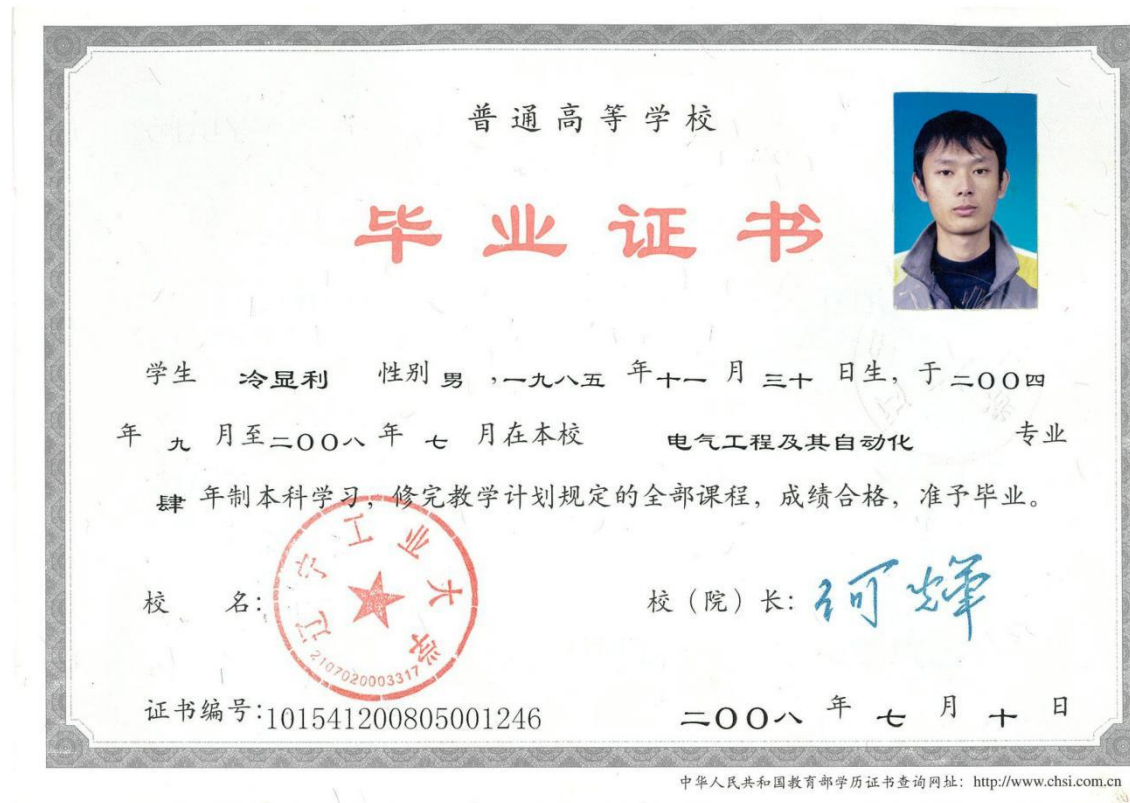 普通高等学校
毕业证书
学生 冷显利 性别 男 ,一九八五 年 十一 月 三十 日生, 于 二〇〇四
年 九 月至 二〇〇八 年 七 月在本校 电气工程及其自动化 专业
肆 年制本科学习, 修完教学计划规定的全部课程, 成绩合格, 准予毕业。
辽宁工业大学
2107020003317
校 名:
校(院)长: 何辉
证书编号:101541200805001246
二〇〇八 年 七 月 十 日
中华人民共和国教育部学历证书查询网址: http://www.chsi.com.cn